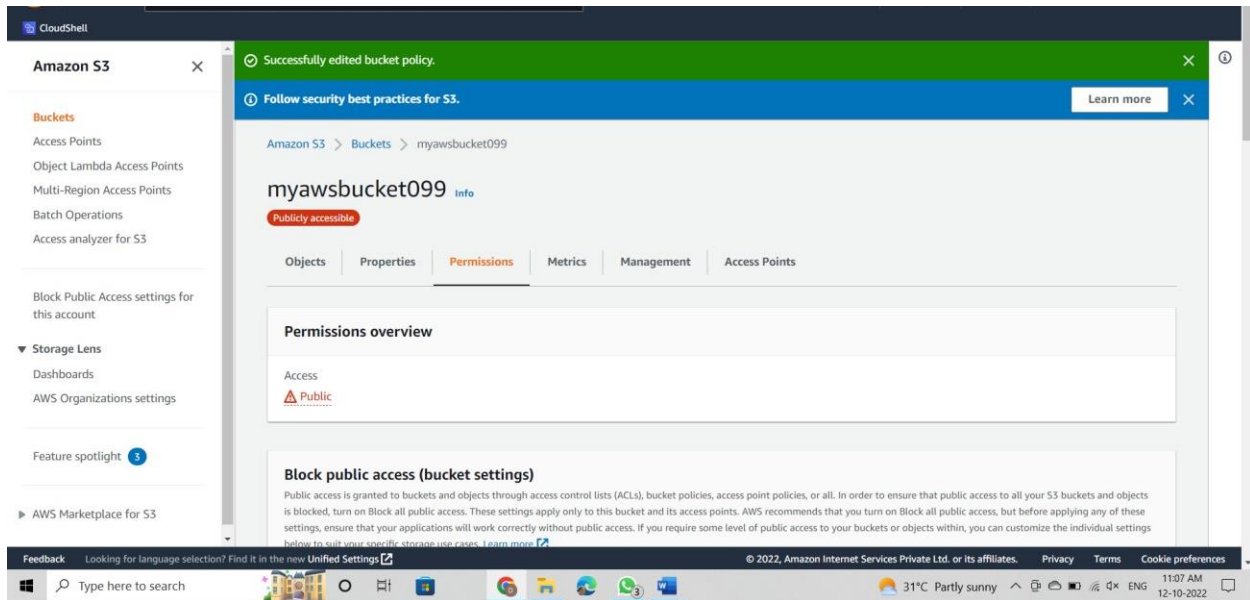 CloudShell
Amazon S3
Buckets
Access Points
Object Lambda Access Points
Multi-Region Access Points
Batch Operations
Access analyzer for S3
Block Public Access settings for
this account
Storage Lens
Dashboards
AWS Organizations settings
Feature spotlight 3
AWS Marketplace for S3
Successfully edited bucket policy.
Follow security best practices for S3.
Learn more
Amazon S3 > Buckets > myawsbucket099
myawsbucket099 Info
Publicly accessible
Objects Properties Permissions Metrics Management Access Points
Permissions overview
Access
Public
Block public access (bucket settings)
Public access is granted to buckets and objects through access control lists (ACLs), bucket policies, access point policies, or all. In order to ensure that public access to all your S3 buckets and objects
is blocked, turn on Block all public access. These settings apply only to this bucket and its access points. AWS recommends that you turn on Block all public access, but before applying any of these
settings, ensure that your applications will work correctly without public access. If you require some level of public access to your buckets or objects within, you can customize the individual settings
below to suit your specific storage use cases. Learn more
Feedback Looking for language selection? Find it in the new Unified Settings © 2022, Amazon Internet Services Private Ltd. or its affiliates. Privacy Terms Cookie preferences
Type here to search 3 31°C Partly sunny ENG 11:07 AM
12-10-2022